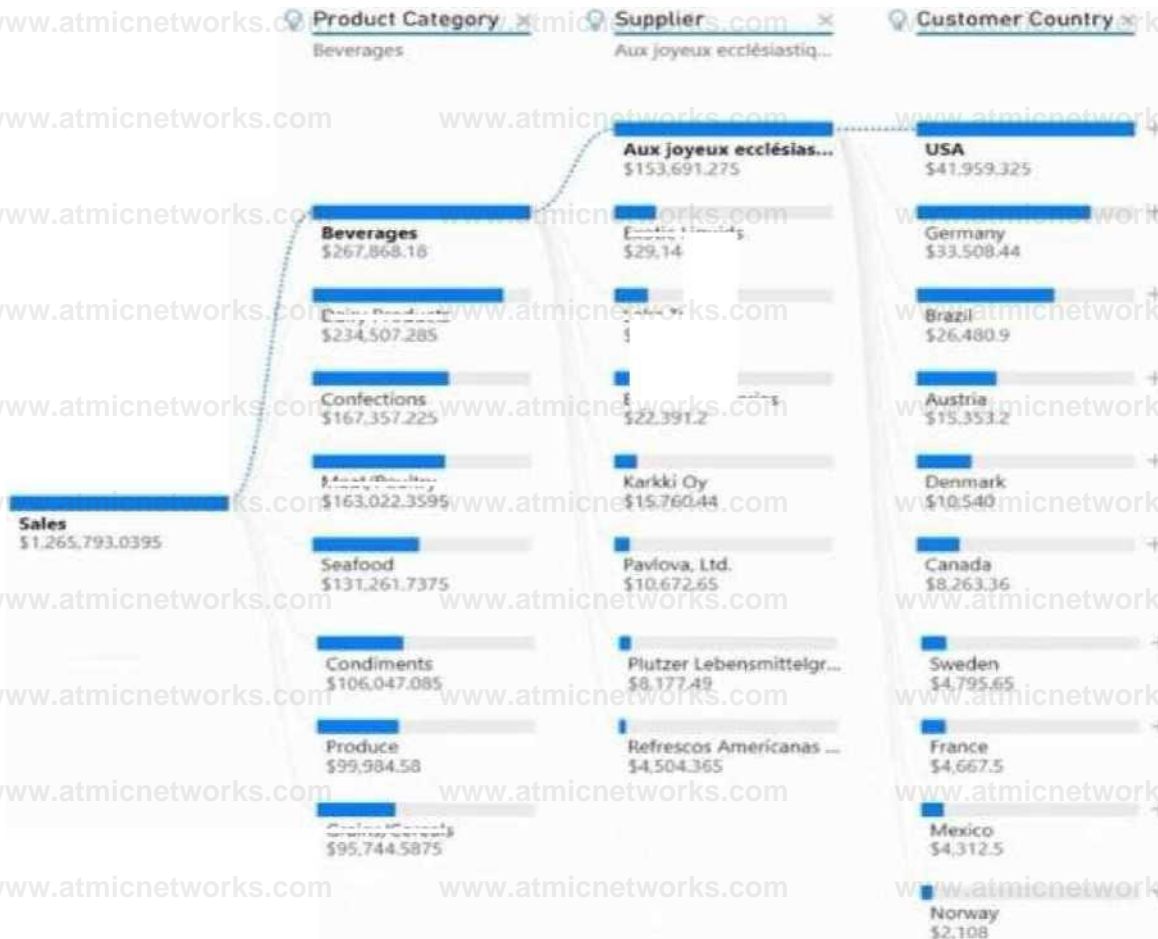 Product Category ×
Beverages
Supplier ×
Aux joyeux ecclésiastiq...
Customer Country ×
Sales
$1,265,793.0395
Beverages
$267,868.18
$234,507.285
Confections
$167,357.225
$163,022.3595
Seafood
$131,261.7375
Condiments
$106,047.085
Produce
$99,984.58
$95,744.5875
Aux joyeux ecclésias...
$153,691.275
$29,14
$22,391.2
Karkki Oy
$15,760.44
Pavlova, Ltd.
$10,672.65
Plutzer Lebensmittelgr...
$8,177.49
Refrescos Americanas ...
$4,504.365
USA
$41,959.325
Germany
$33,508.44
Brazil
$26,480.9
Austria
$15,353.2
Denmark
$10,540
Canada
$8,263.36
Sweden
$4,795.65
France
$4,667.5
Mexico
$4,312.5
Norway
$2,108
www.atmicnetworks.com